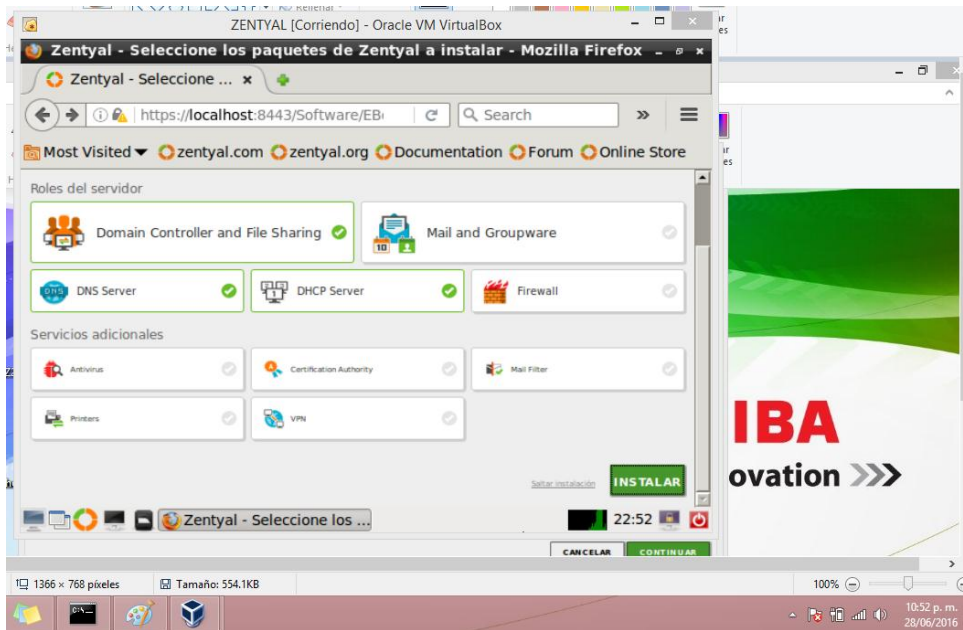 Rellenar
ZENTYAL [Corriendo] - Oracle VM VirtualBox
Zentyal - Seleccione los paquetes de Zentyal a instalar - Mozilla Firefox
Zentyal - Seleccione ...
https://localhost:8443/Software/EB
Search
Most Visited
zentyal.com
zentyal.org
Documentation
Forum
Online Store
Roles del servidor
Domain Controller and File Sharing
Mail and Groupware
10
DNS
DNS Server
DHCP Server
Firewall
Servicios adicionales
Antivirus
Certification Authority
Mail Filter
Printers
VPN
Saltar instalación
INSTALAR
IBA
ovation >>>
Zentyal - Seleccione los ...
22:52
CANCELAR
CONTINUAR
1366 × 768 píxeles
Tamaño: 554.1KB
100%
10:52 p. m.
28/06/2016